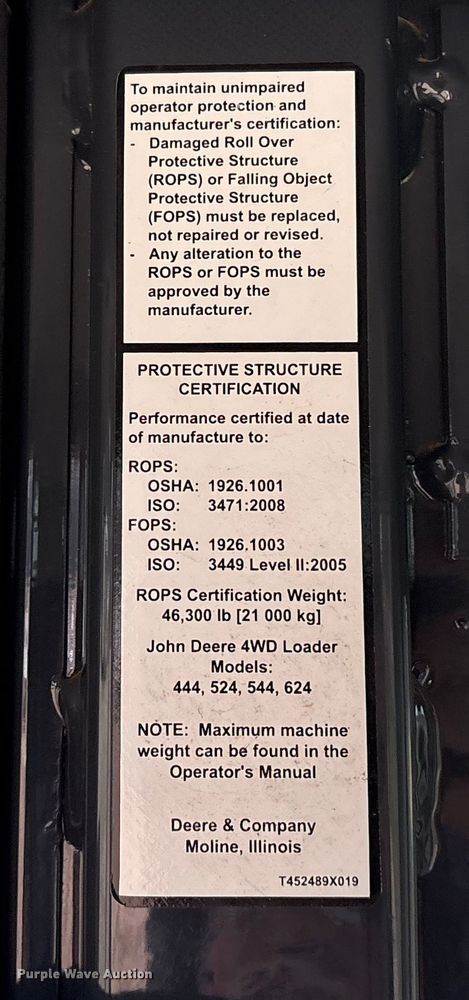 To maintain unimpaired
operator protection and
manufacturer's certification:
- Damaged Roll Over
Protective Structure
(ROPS) or Falling Object
Protective Structure
(FOPS) must be replaced,
not repaired or revised.
- Any alteration to the
ROPS or FOPS must be
approved by the
manufacturer.
PROTECTIVE STRUCTURE
CERTIFICATION
Performance certified at date
of manufacture to:
ROPS:
OSHA: 1926.1001
ISO: 3471:2008
FOPS:
OSHA: 1926.1003
ISO: 3449 Level II:2005
ROPS Certification Weight:
46,300 lb [21 000 kg]
John Deere 4WD Loader
Models:
444, 524, 544, 624
NOTE: Maximum machine
weight can be found in the
Operator's Manual
Deere & Company
Moline, Illinois
T452489X019
Purple Wave Auction